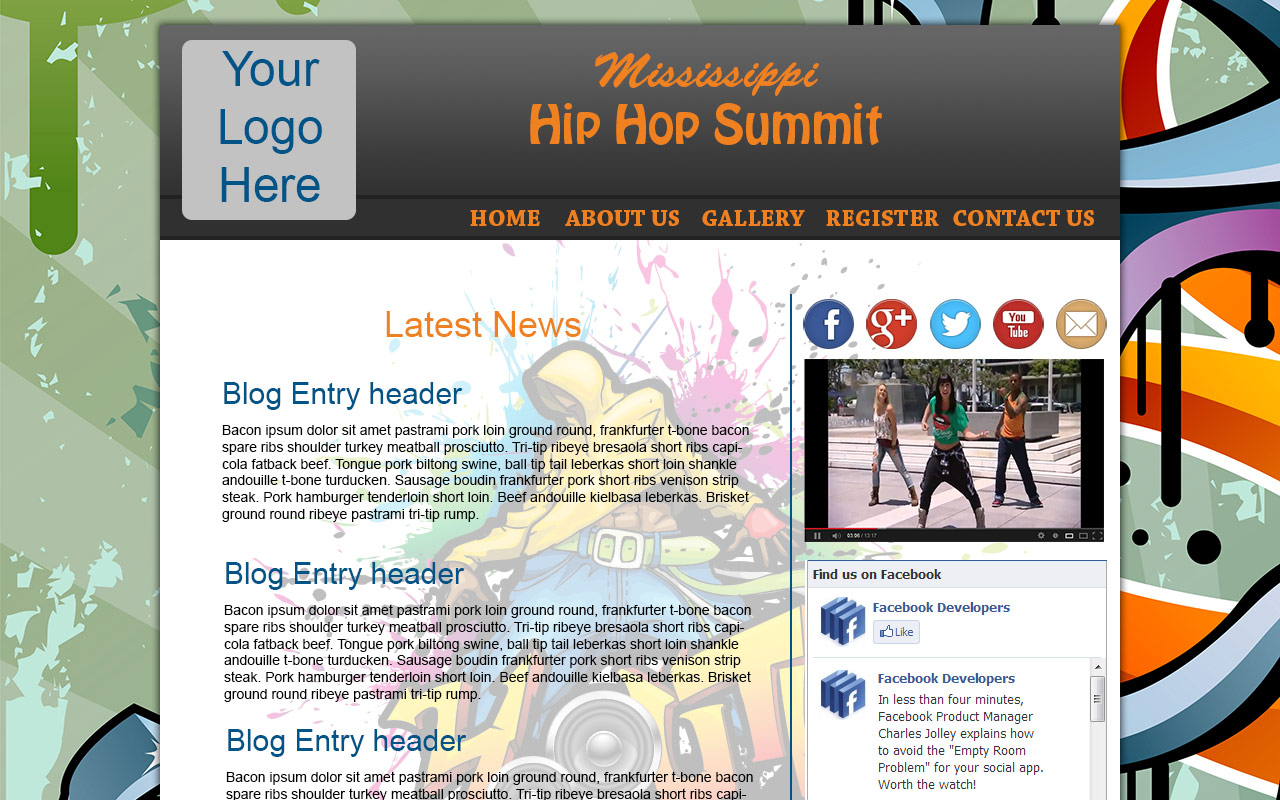 Your
Logo
Here
Mississippi
Hip Hop Summit
HOME ABOUT US GALLERY REGISTER CONTACT US
Latest News
Blog Entry header
Bacon ipsum dolor sit amet pastrami pork loin ground round, frankfurter t-bone bacon
spare ribs shoulder turkey meatball prosciutto. Tri-tip ribeye bresaola short ribs capi-
cola fatback beef. Tongue pork biltong swine, ball tip tail leberkas short loin shankle
andouille t-bone turducken. Sausage boudin frankfurter pork short ribs venison strip
steak. Pork hamburger tenderloin short loin. Beef andouille kielbasa leberkas. Brisket
ground round ribeye pastrami tri-tip rump.
Blog Entry header
Bacon ipsum dolor sit amet pastrami pork loin ground round, frankfurter t-bone bacon
spare ribs shoulder turkey meatball prosciutto. Tri-tip ribeye bresaola short ribs capi-
cola fatback beef. Tongue pork biltong swine, ball tip tail leberkas short loin shankle
andouille t-bone turducken. Sausage boudin frankfurter pork short ribs venison strip
steak. Pork hamburger tenderloin short loin. Beef andouille kielbasa leberkas. Brisket
ground round ribeye pastrami tri-tip rump.
Blog Entry header
Bacon ipsum dolor sit amet pastrami pork loin ground round, frankfurter t-bone bacon
spare ribs shoulder turkey meatball prosciutto. Tri-tip ribeye bresaola short ribs capi-
f g+ You
Tube
03:06 / 13:17
Find us on Facebook
Facebook Developers
Like
Facebook Developers
In less than four minutes,
Facebook Product Manager
Charles Jolley explains how
to avoid the "Empty Room
Problem" for your social app.
Worth the watch!